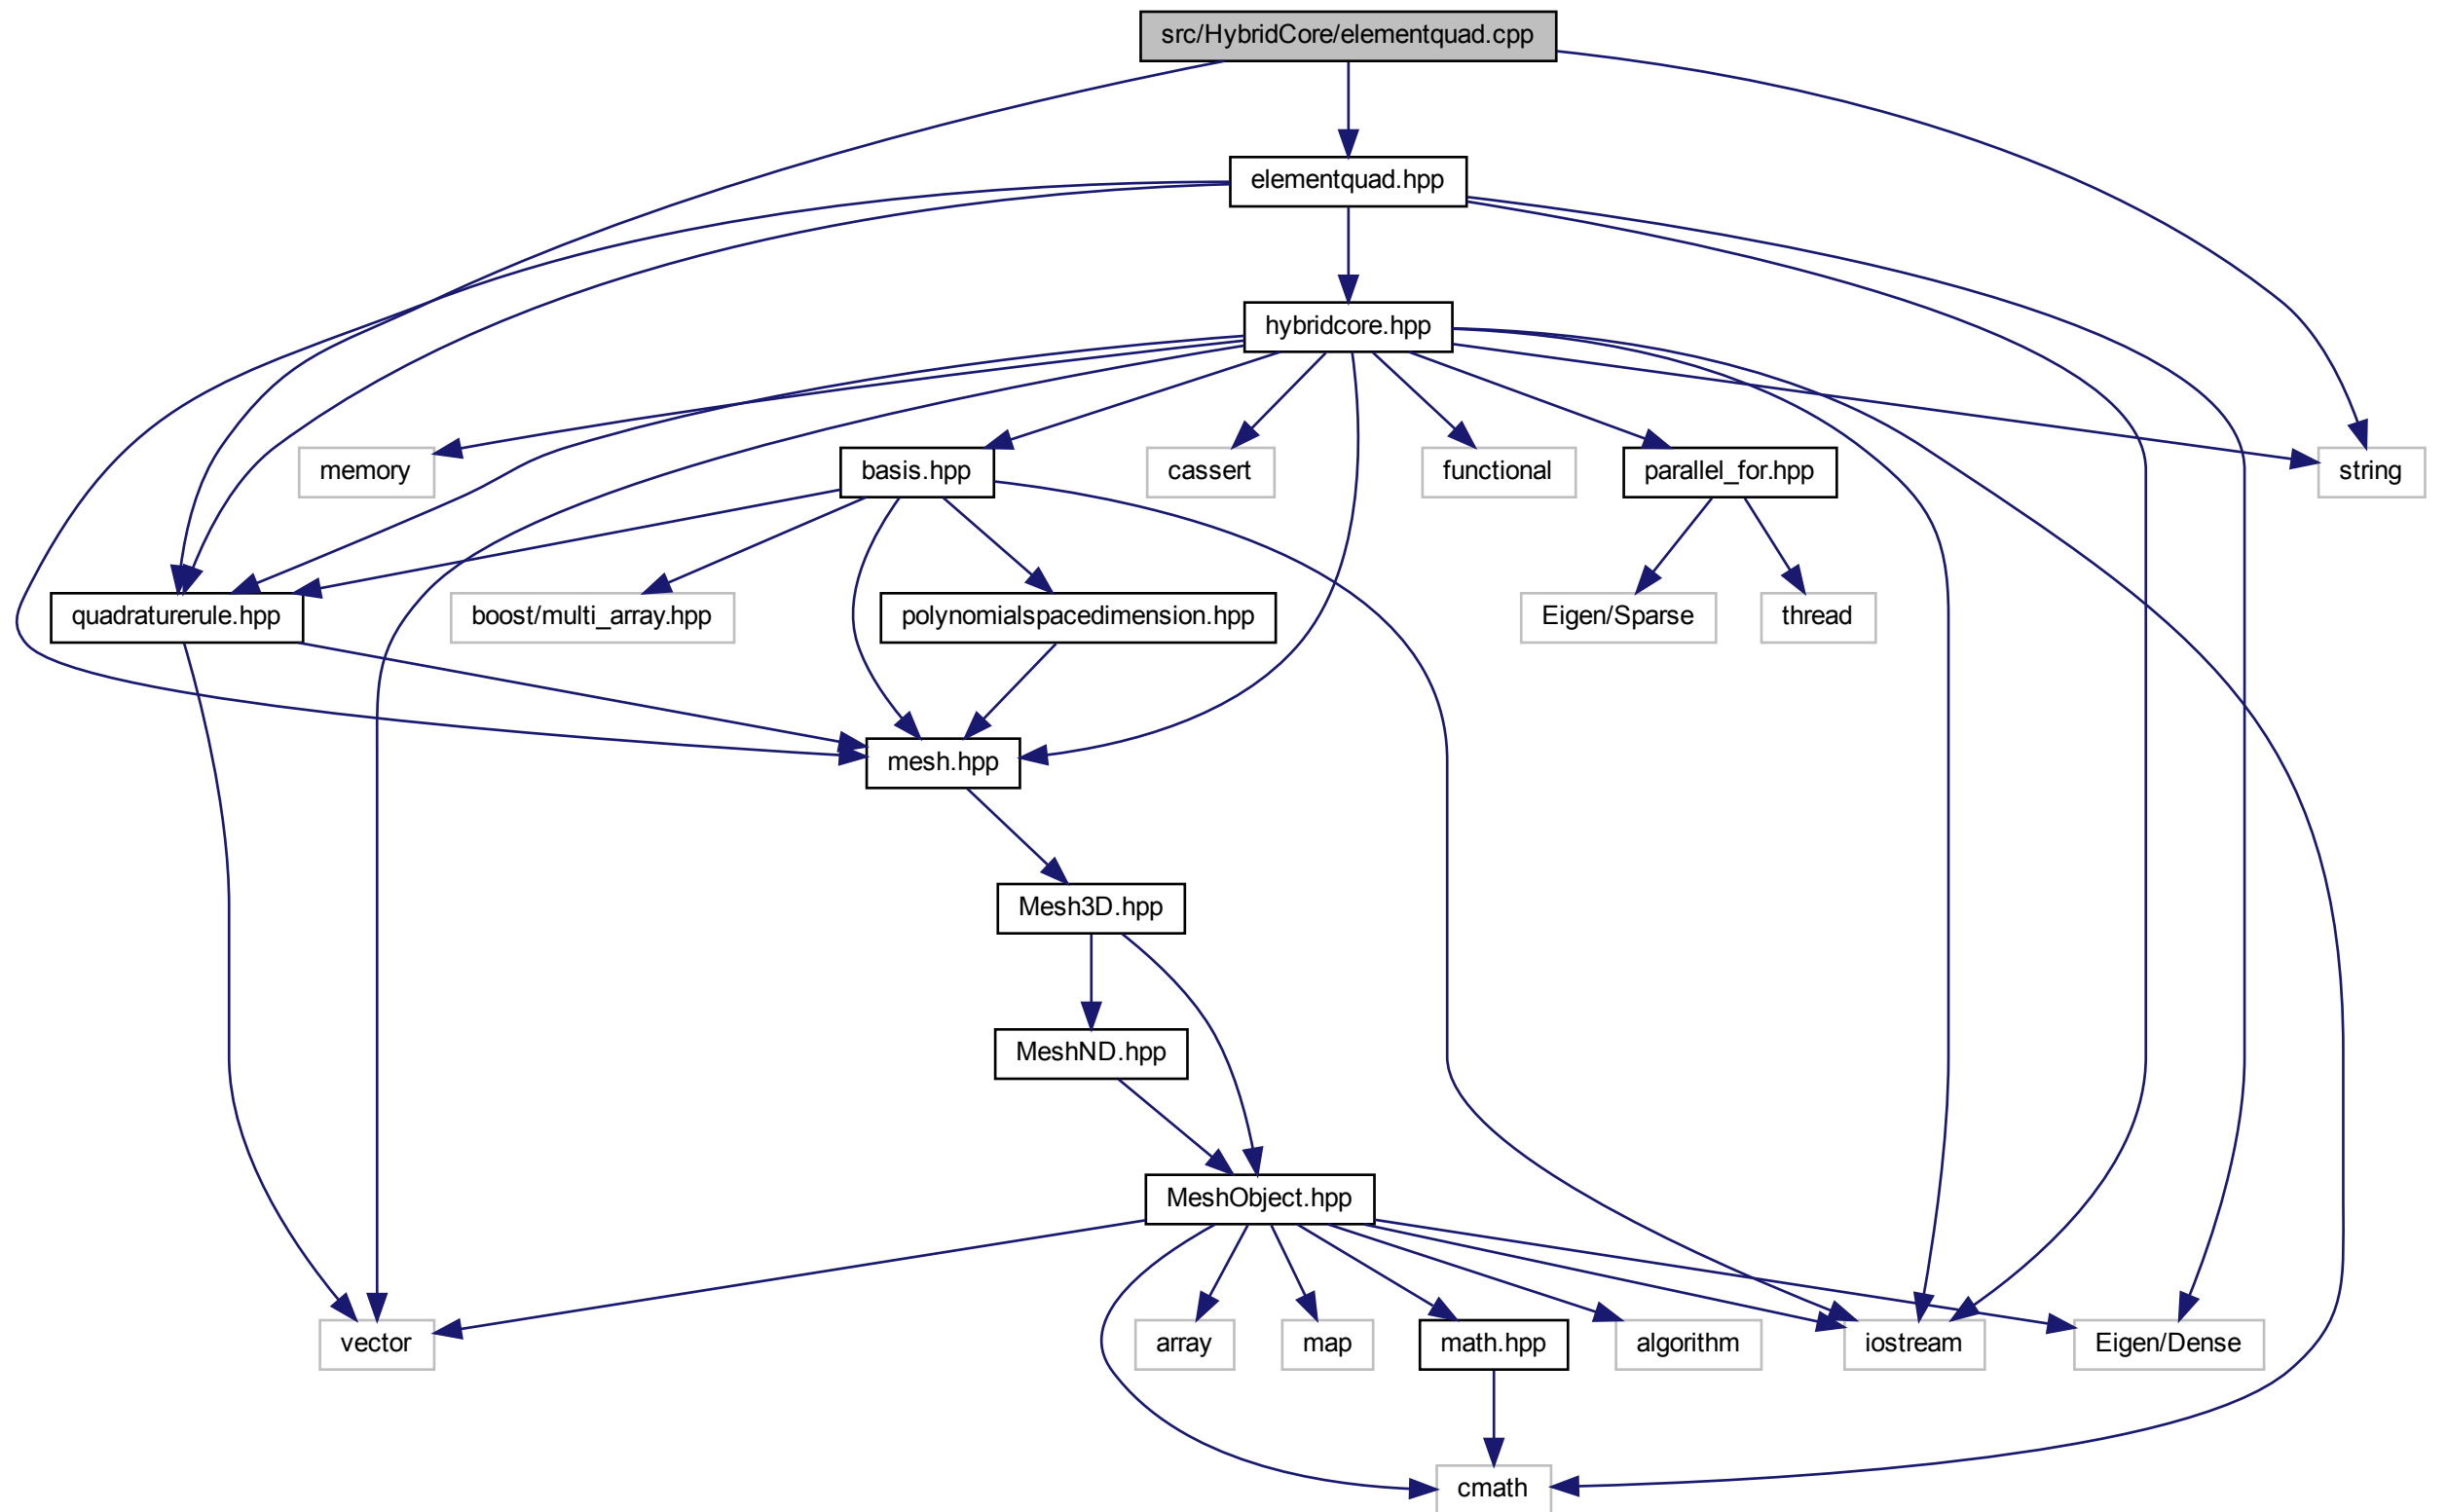 src/HybridCore/elementquad.cpp
elementquad.hpp
hybridcore.hpp
memory
basis.hpp
cassert
functional
parallel_for.hpp
string
quadraturerule.hpp
boost/multi_array.hpp
polynomialspacedimension.hpp
Eigen/Sparse
thread
mesh.hpp
Mesh3D.hpp
MeshND.hpp
MeshObject.hpp
vector
array
map
math.hpp
algorithm
iostream
Eigen/Dense
cmath